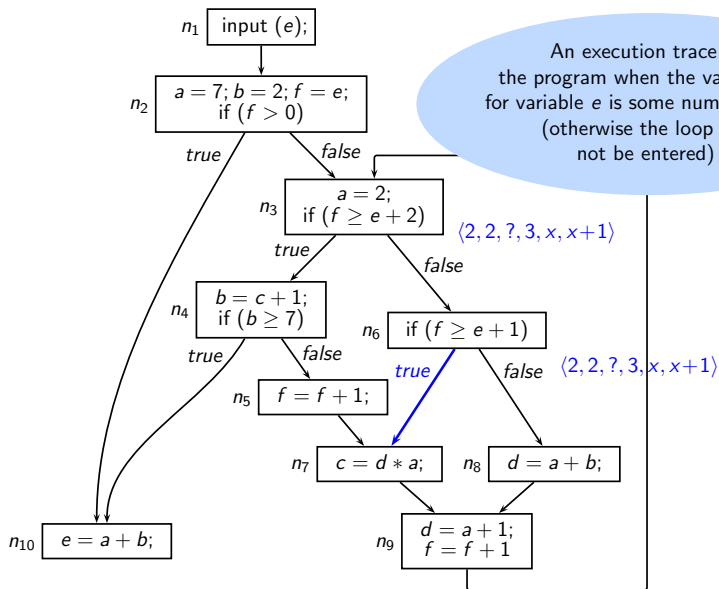 n1 input (e);
n2 a = 7; b = 2; f = e;
if (f > 0)
An execution trace
the program when the va
for variable e is some num
(otherwise the loop
not be entered)
true
false
n3 a = 2;
if (f ≥ e + 2)
⟨2, 2, ?, 3, x, x+1⟩
true
false
n4 b = c + 1;
if (b ≥ 7)
n6 if (f ≥ e + 1)
true
false
true
false
⟨2, 2, ?, 3, x, x+1⟩
n5 f = f + 1;
n7 c = d ∗ a;
n8 d = a + b;
n10 e = a + b;
n9 d = a + 1;
f = f + 1